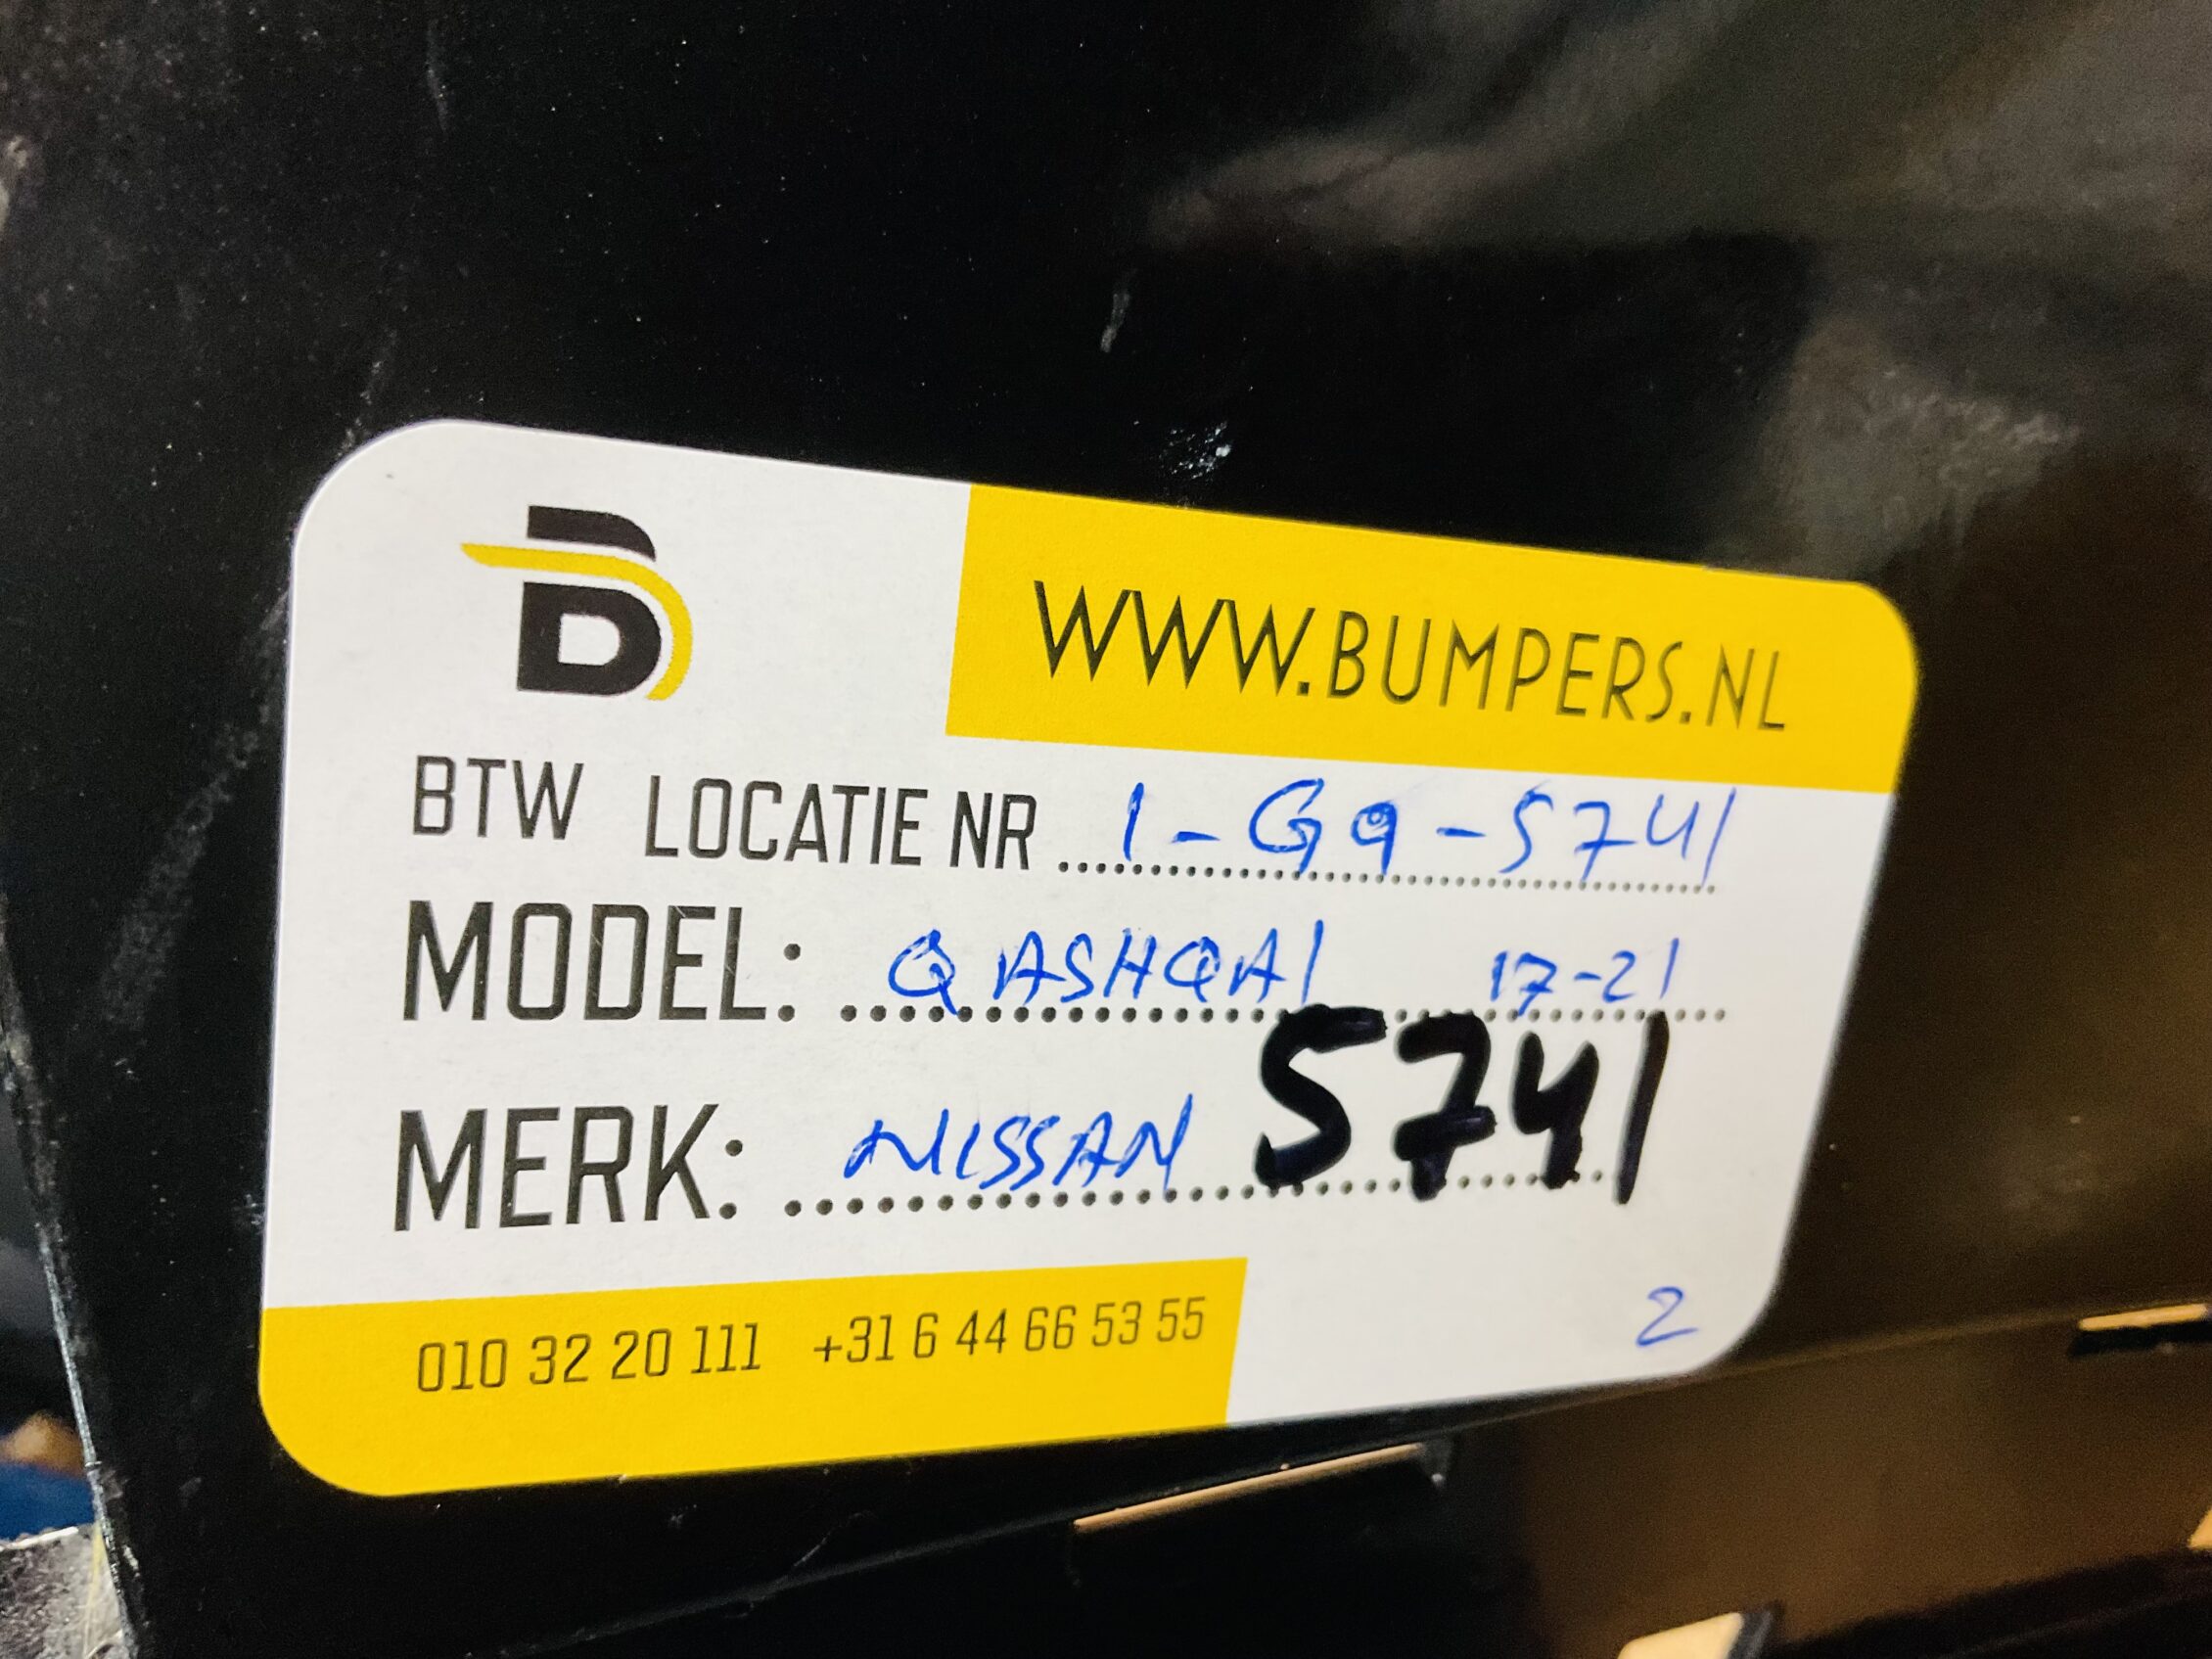 B
WWW.BUMPERS.NL
BTW LOCATIE NR 1-G9-5741
MODEL: QASHQAI 17-21
MERK: NISSAN 5741
010 32 20 111 +31 6 44 66 53 55
2